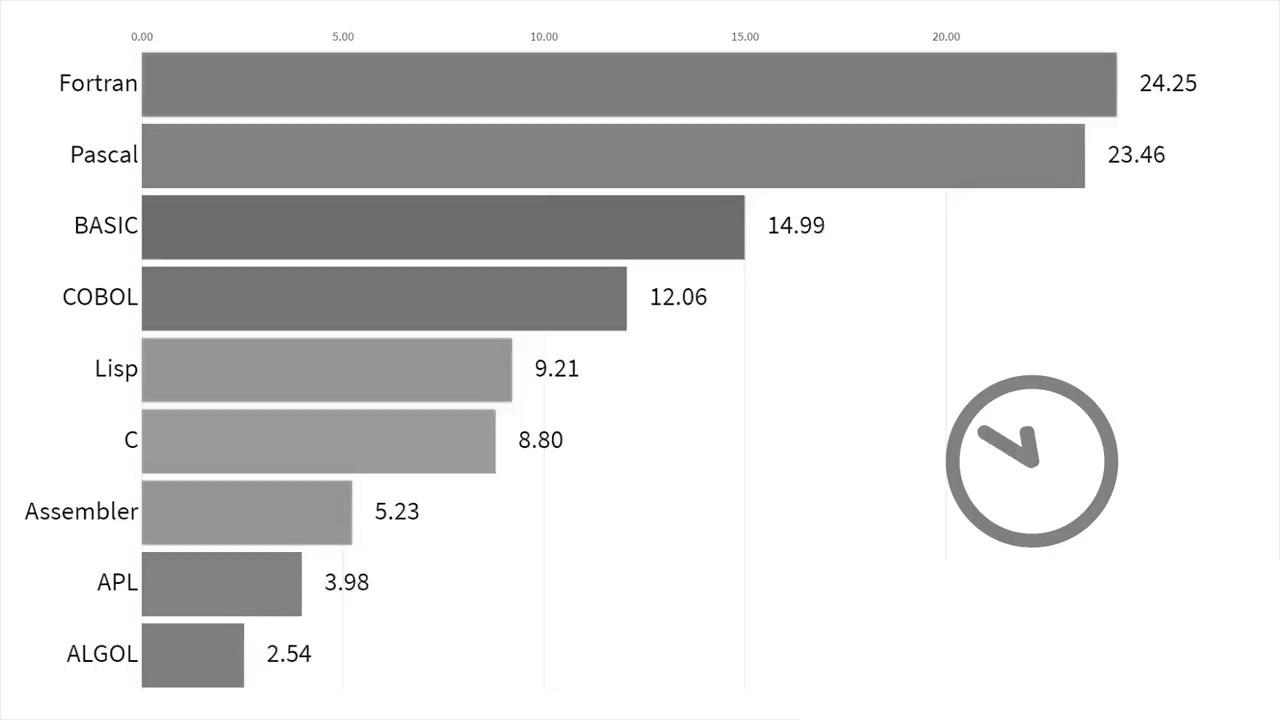 0.00 5.00 10.00 15.00 20.00
Fortran 24.25
Pascal 23.46
BASIC 14.99
COBOL 12.06
Lisp 9.21
C 8.80
Assembler 5.23
APL 3.98
ALGOL 2.54